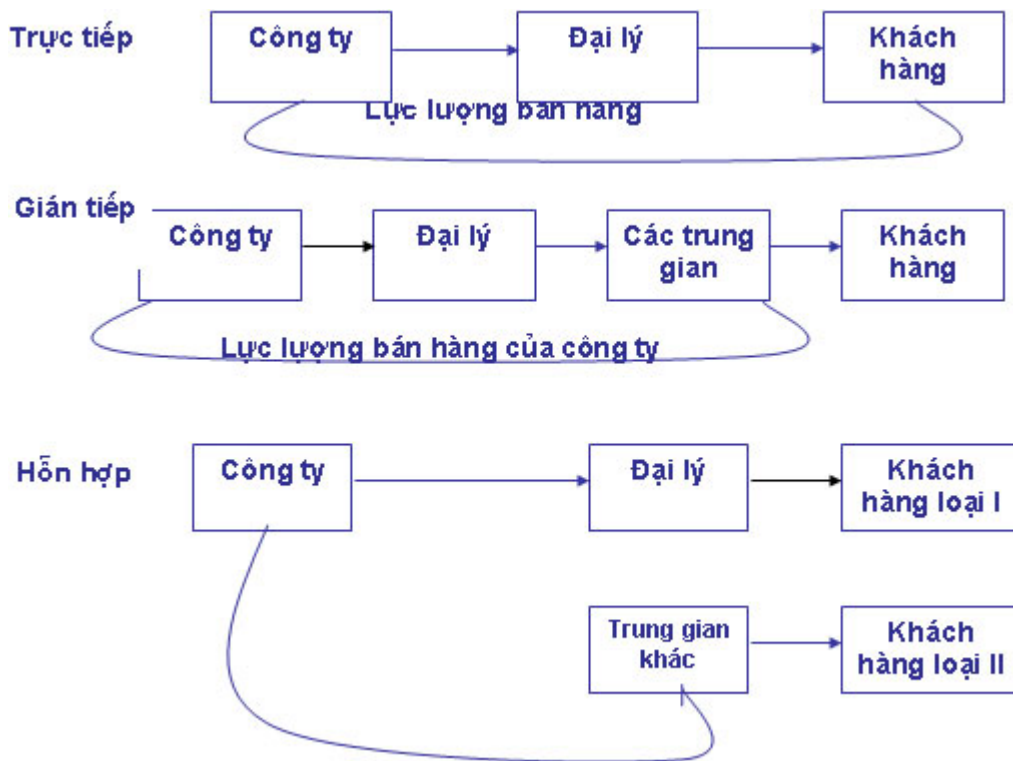 Trực tiếp
Công ty
Đại lý
Khách
hàng
Lực lượng bán hàng
Gián tiếp
Công ty
Đại lý
Các trung
gian
Khách
hàng
Lực lượng bán hàng của công ty
Hỗn hợp
Công ty
Đại lý
Khách
hàng loại I
Trung gian
khác
Khách
hàng loại II